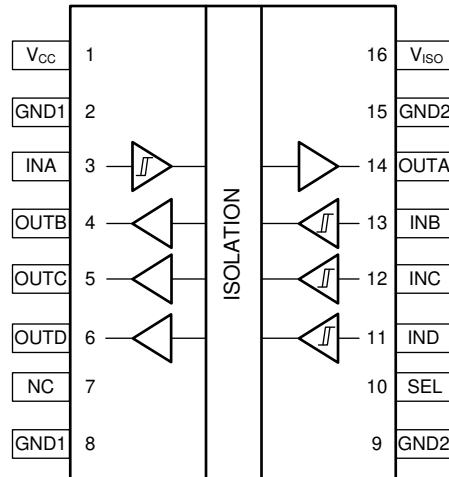 VCC 1 16 VISO
GND1 2 15 GND2
INA 3 14 OUTA
OUTB 4 13 INB
OUTC 5 12 INC
OUTD 6 11 IND
NC 7 10 SEL
GND1 8 9 GND2
ISOLATION